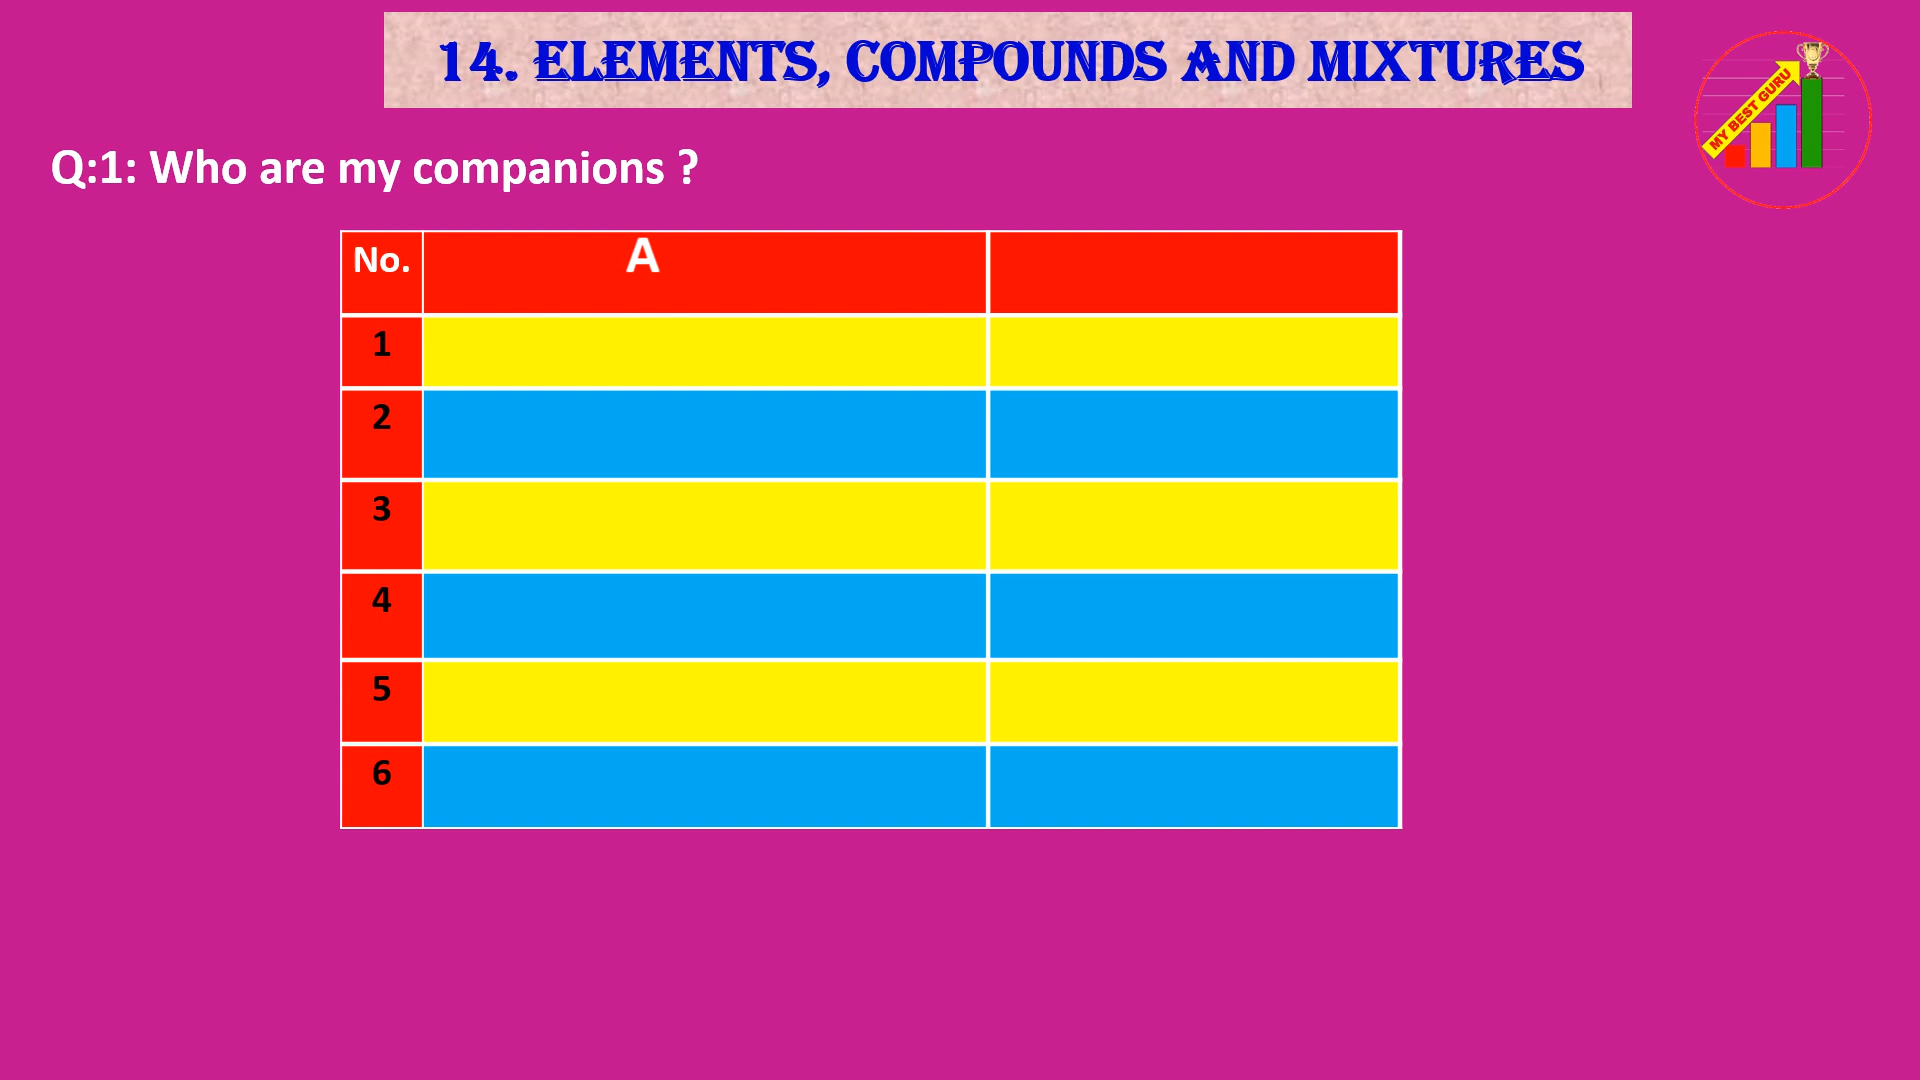 14. ELEMENTS, COMPOUNDS AND MIXTURES
MY BEST GURU
Q:1: Who are my companions ?
No. A
1
2
3
4
5
6